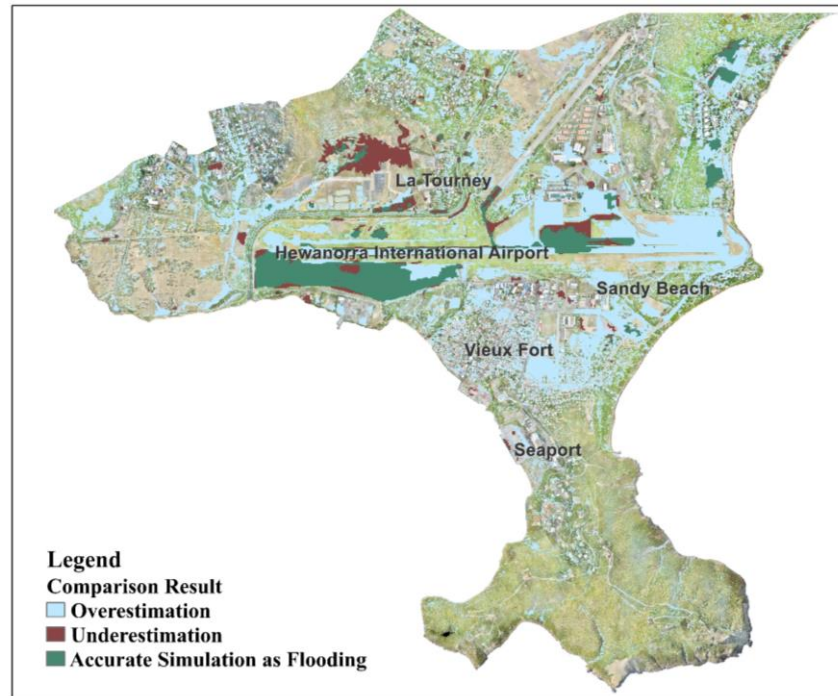 La Tourney
Hewanorra International Airport
Sandy Beach
Vieux Fort
Seaport
Legend
Comparison Result
Overestimation
Underestimation
Accurate Simulation as Flooding